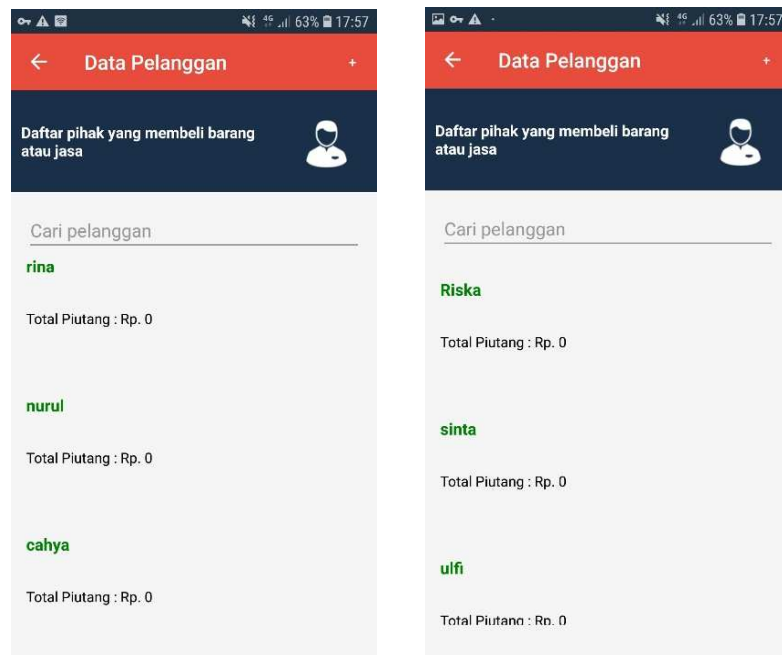 4G 63% 17:57
Data Pelanggan +
Daftar pihak yang membeli barang
atau jasa
Cari pelanggan
rina
Total Piutang : Rp. 0
nurul
Total Piutang : Rp. 0
cahya
Total Piutang : Rp. 0
4G 63% 17:57
Data Pelanggan +
Daftar pihak yang membeli barang
atau jasa
Cari pelanggan
Riska
Total Piutang : Rp. 0
sinta
Total Piutang : Rp. 0
ulfi
Total Piutang : Rp. 0